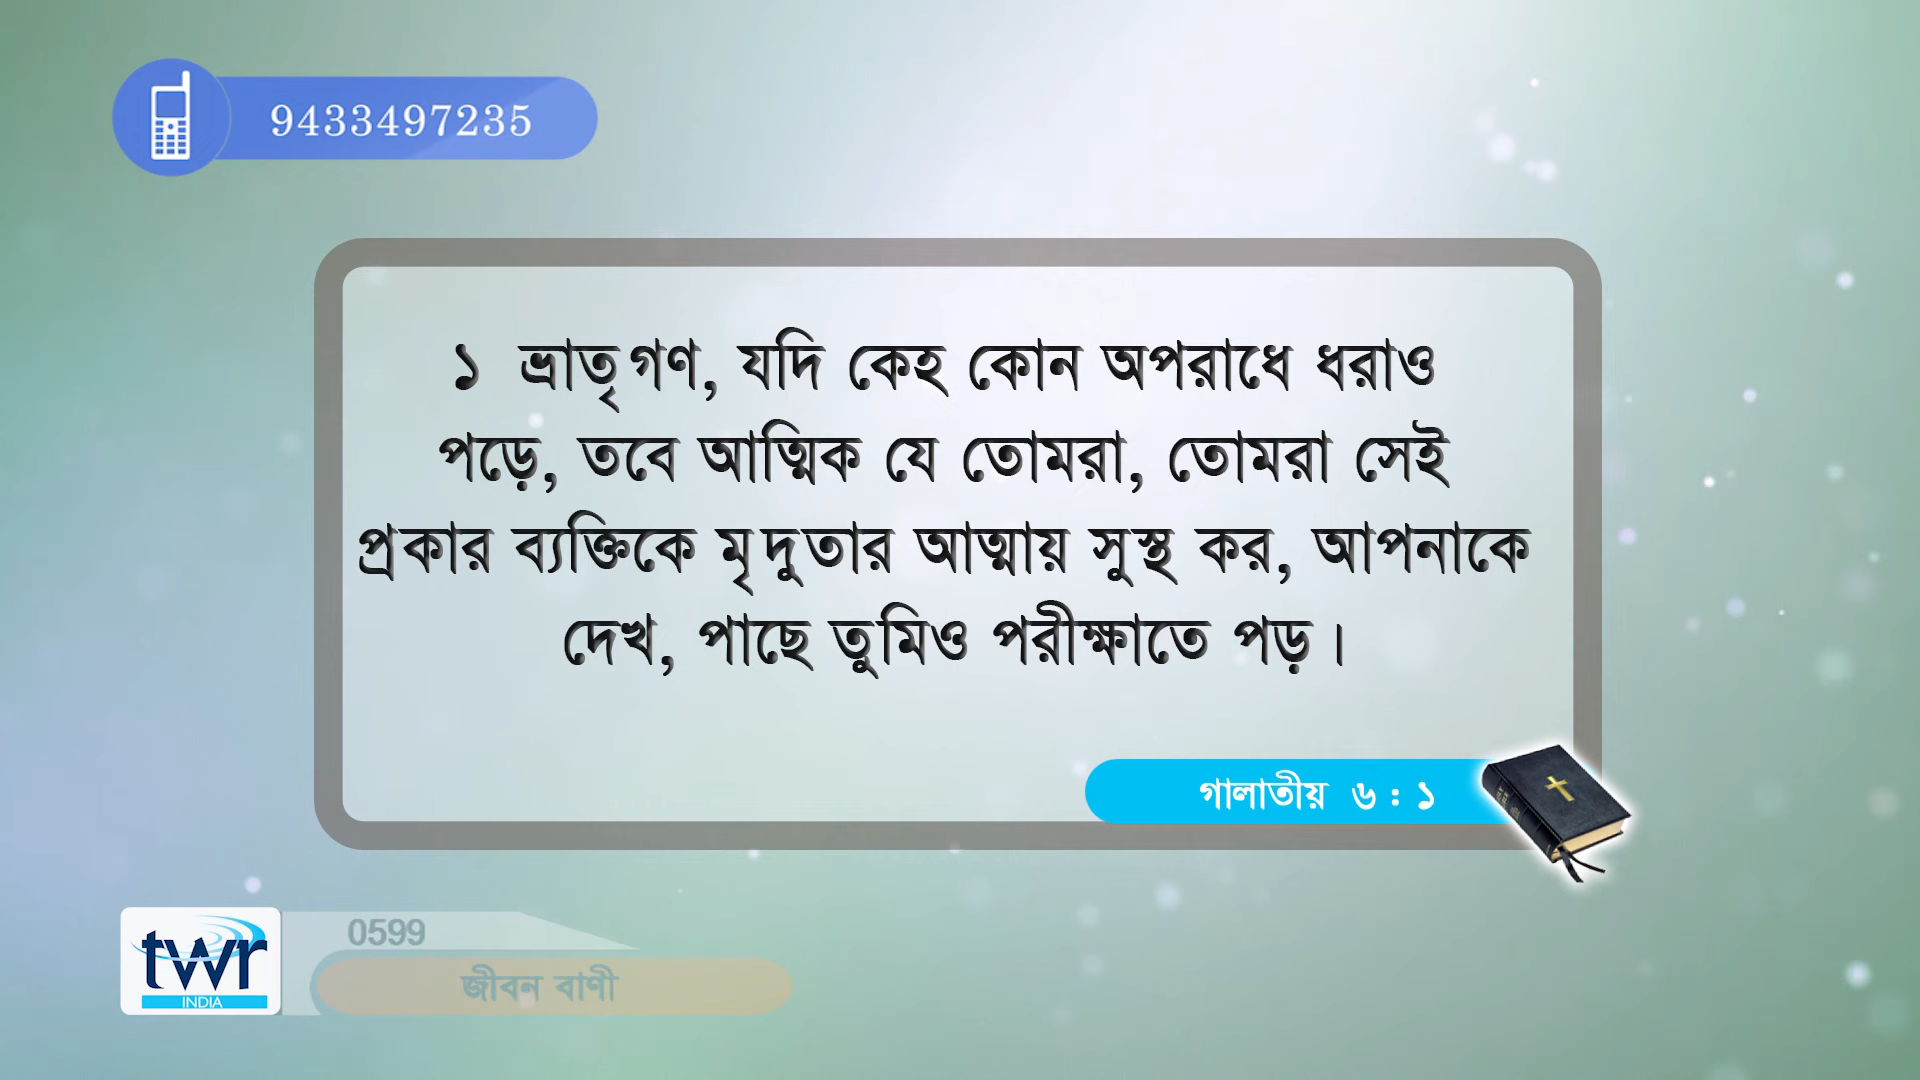 9433497235
১ ভ্রাতৃগণ, যদি কেহ কোন অপরাধে ধরাও
পড়ে, তবে আত্মিক যে তোমরা, তোমরা সেই
প্রকার ব্যক্তিকে মৃদুতার আত্মায় সুস্থ কর, আপনাকে
দেখ, পাছে তুমিও পরীক্ষাতে পড়।
গালাতীয় ৬ : ১
0599
twr
INDIA
জীবন বাণী